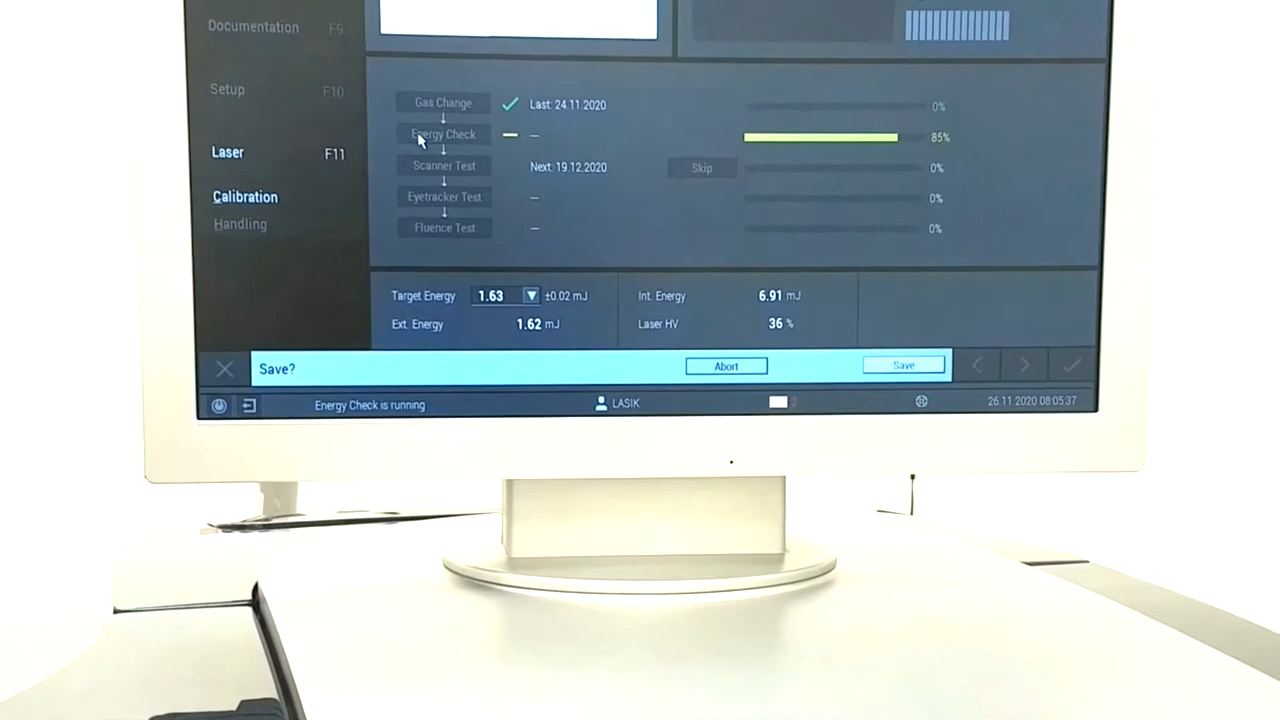 Documentation F9
Setup F10
Laser F11
Calibration
Handling
Gas Change Last: 24.11.2020 0%
Energy Check – 85%
Scanner Test Next: 19.12.2020 Skip 0%
Eyetracker Test – 0%
Fluence Test – 0%
Target Energy 1.63 ±0.02 mJ Int. Energy 6.91 mJ
Ext. Energy 1.62 mJ Laser HV 36 %
Save? Abort Save
Energy Check is running LASIK 26.11.2020 08:05:37